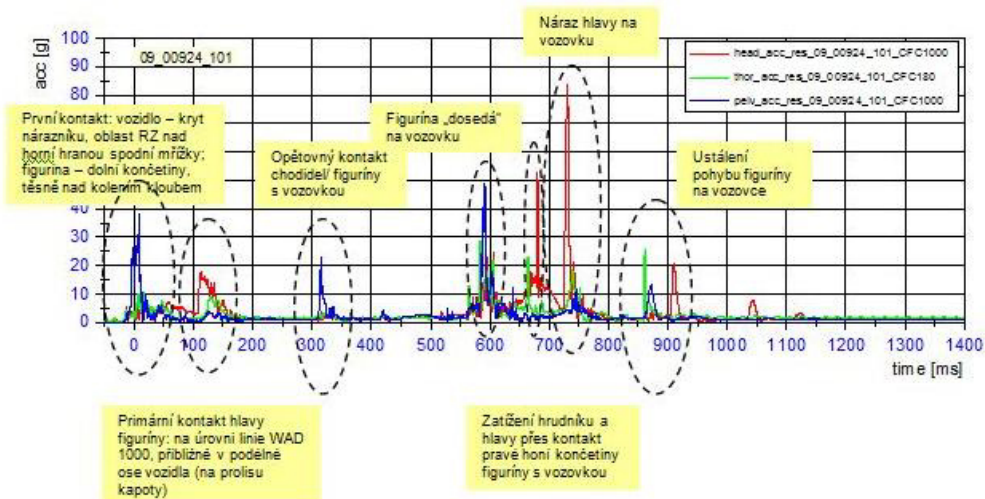 Náraz hlavy na
vozovku
acc [g]
100
90
80
60
50
40
30
20
10
0
09_00924_101
head_acc_res_09_00924_101_CFC1000
thor_acc_res_09_00924_101_CFC180
pelv_acc_res_09_00924_101_CFC1000
První kontakt: vozidlo – kryt
nárazníku, oblast RZ nad
horní hranou spodní mřížky;
figurína – dolní končetiny,
těsně nad kolením kloubem
Opětovný kontakt
chodidel/ figuríny
s vozovkou
Figurína „dosedá"
na vozovku
Ustálení
pohybu figuríny
na vozovce
0 100 200 300 400 500 600 700 800 900 1000 1100 1200 1300 1400
time [ms]
Primární kontakt hlavy
figuríny: na úrovni linie WAD
1000, přibližně v podélné
ose vozidla (na prolisu
kapoty)
Zatížení hrudníku a
hlavy přes kontakt
pravé honí končetiny
figuríny s vozovkou